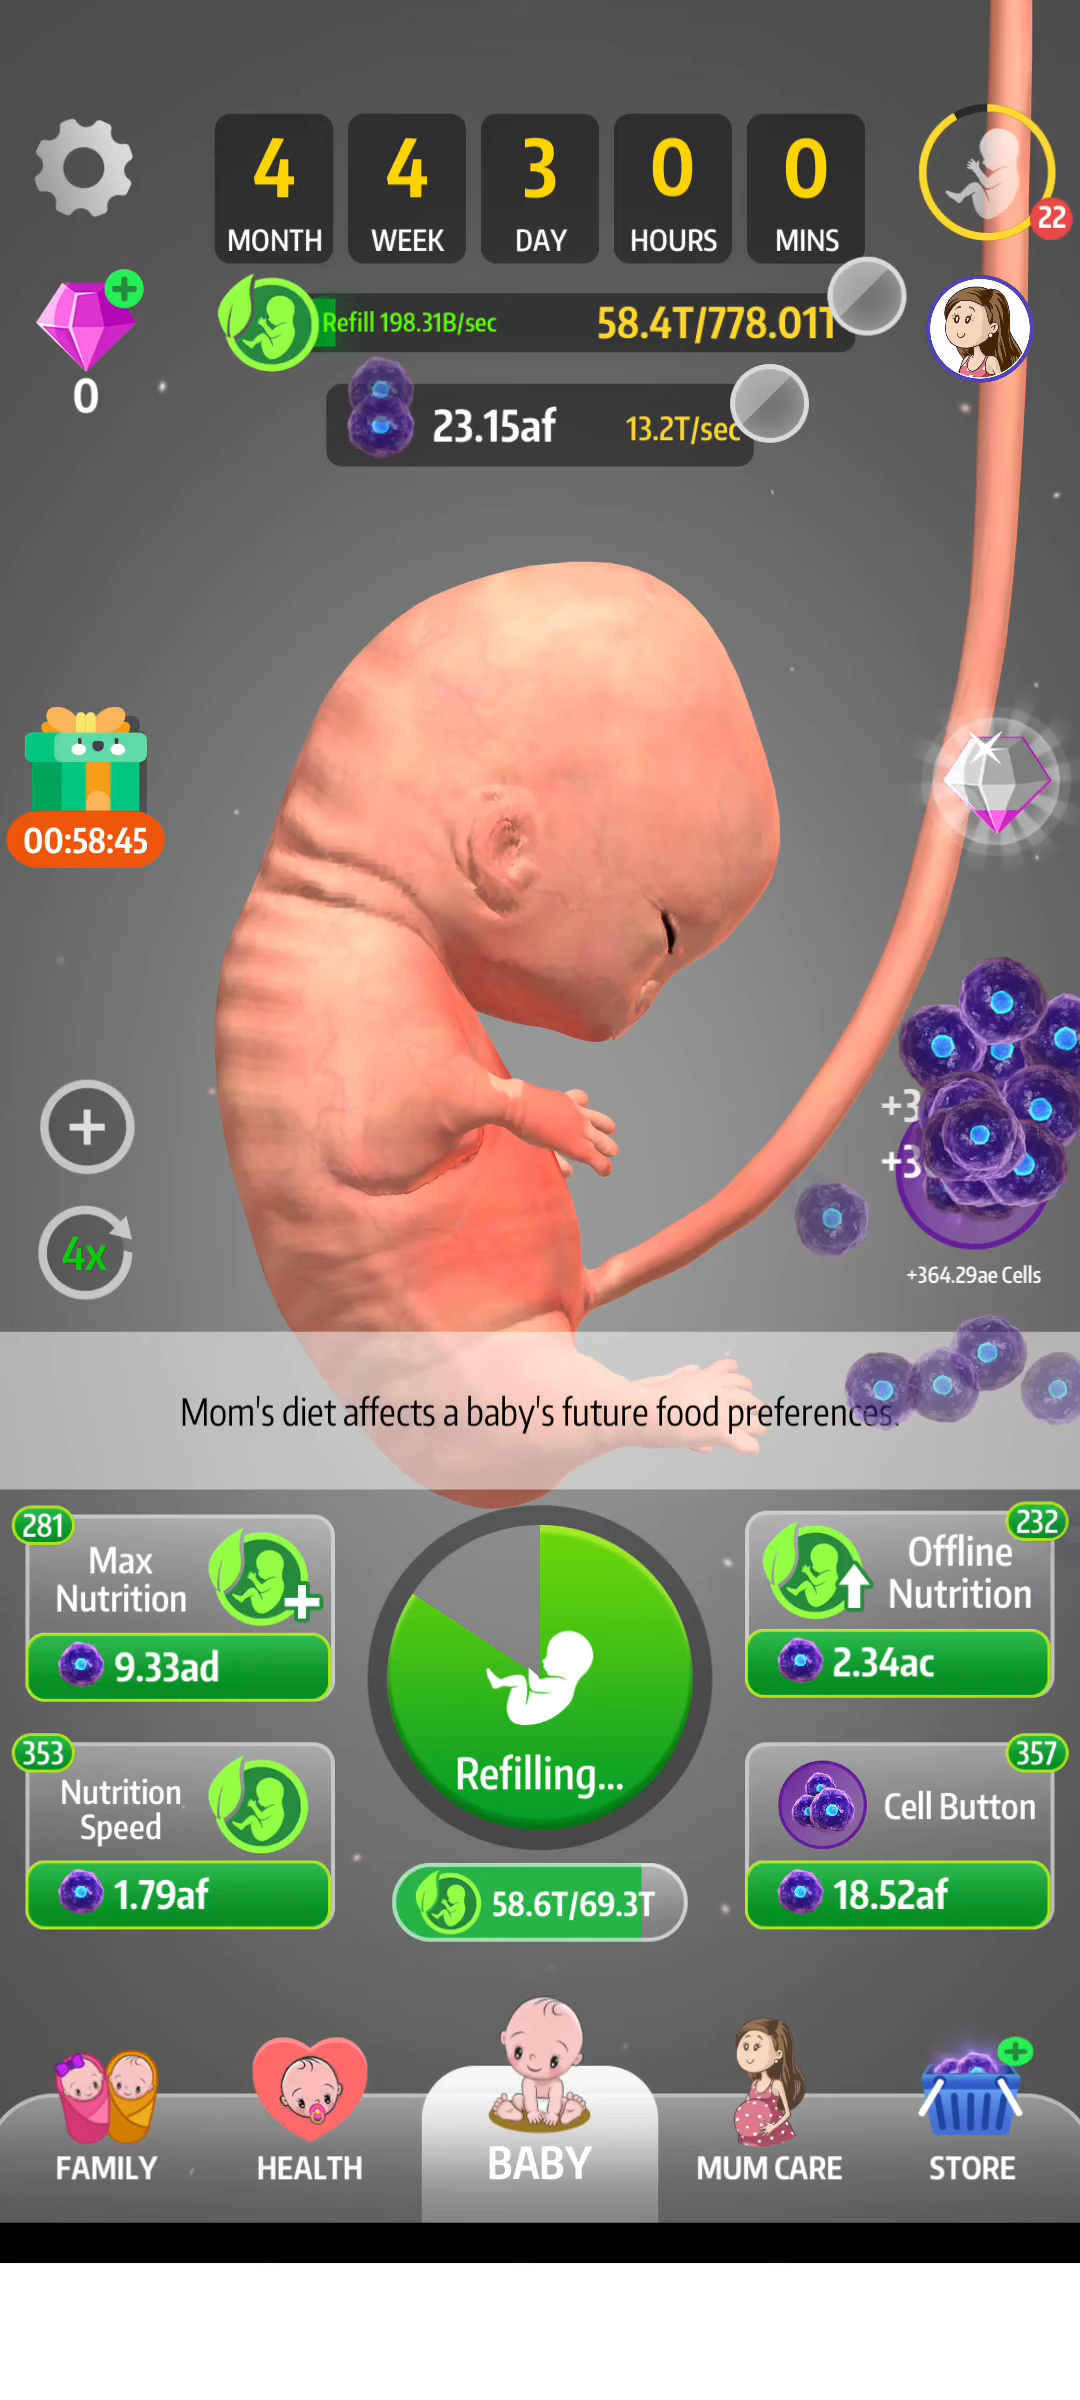 4 4 3 0 0
MONTH WEEK DAY HOURS MINS
22
Refill 198.31B/sec 58.4T/778.01T
0
23.15af 13.2T/sec
00:58:45
+3
+3
4x
+364.29ae Cells
Mom's diet affects a baby's future food preferences.
281
Max
Nutrition
9.33ad
232
Offline
Nutrition
2.34ac
Refilling...
353
Nutrition
Speed
1.79af
357
Cell Button
18.52af
58.6T/69.3T
FAMILY HEALTH BABY MUM CARE STORE